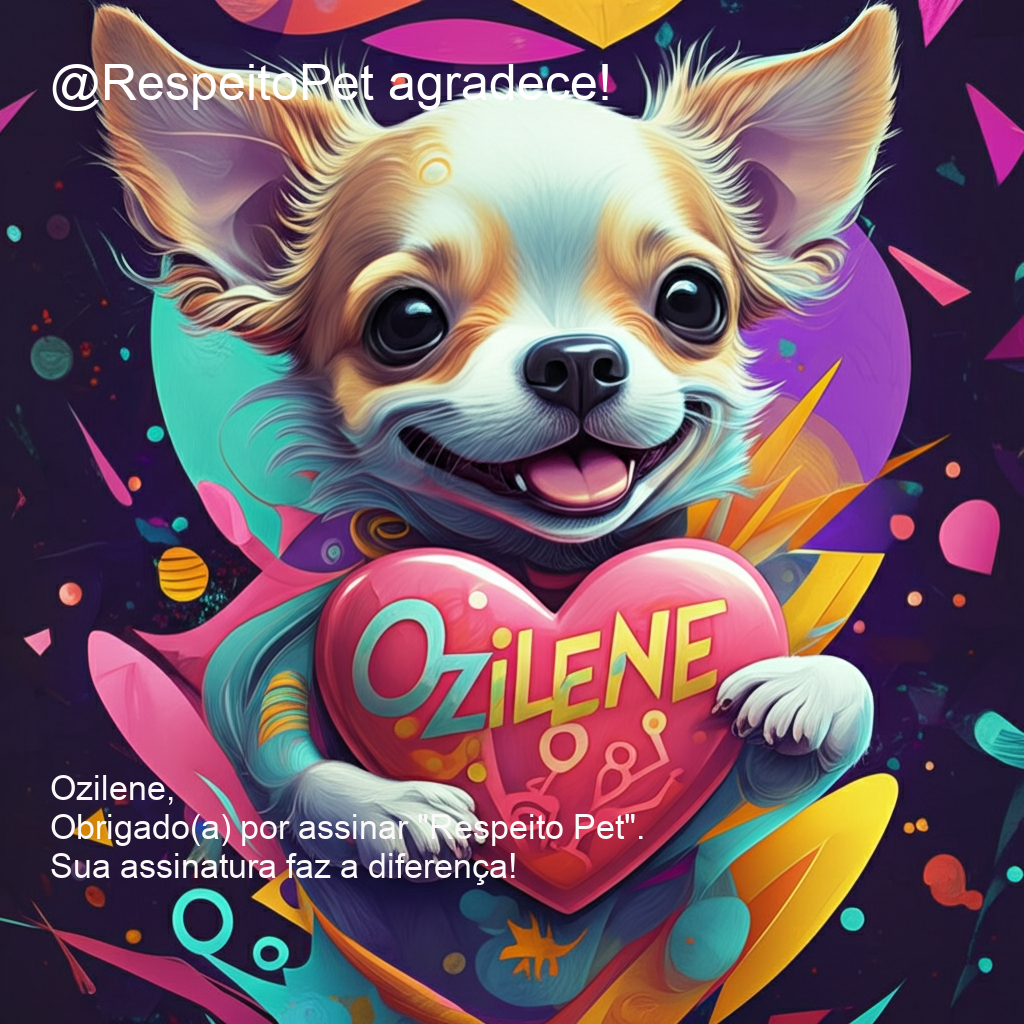 @RespeitoPet agradece!
OZiLENE
Ozilene,
Obrigado(a) por assinar "Respeito Pet".
Sua assinatura faz a diferença!